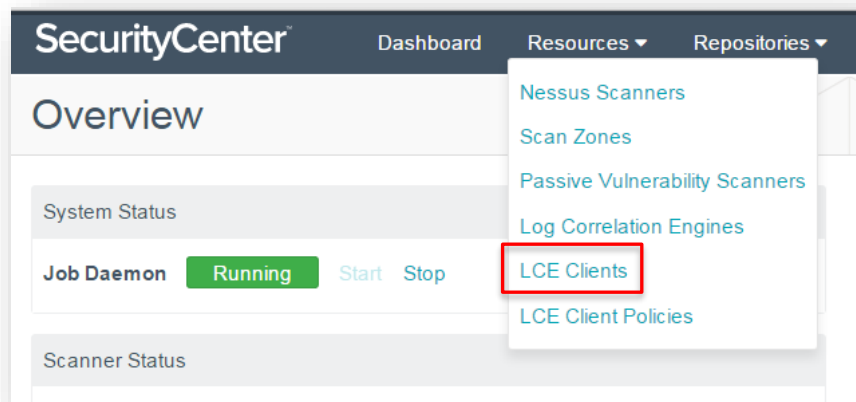 SecurityCenter™ Dashboard Resources ▾ Repositories ▾
Overview
Nessus Scanners
Scan Zones
Passive Vulnerability Scanners
Log Correlation Engines
LCE Clients
LCE Client Policies
System Status
Job Daemon Running Start Stop
Scanner Status